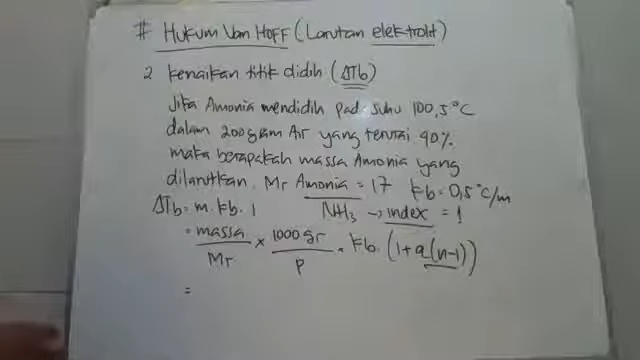 # Hukum Van Hoff (Larutan elektrolit)
2 kenaikan titik didih (ΔTb)
Jika Amonia mendidih pada suhu 100,5°C
dalam 200 gram Air yang terurai 90%
maka berapakah massa Amonia yang
dilarutkan. Mr Amonia = 17 kb = 0,5°C/m
ΔTb = m. kb. i NH3 → index = 1
= massa/Mr × 1000 gr/p . kb. (1+a(n-1))
=